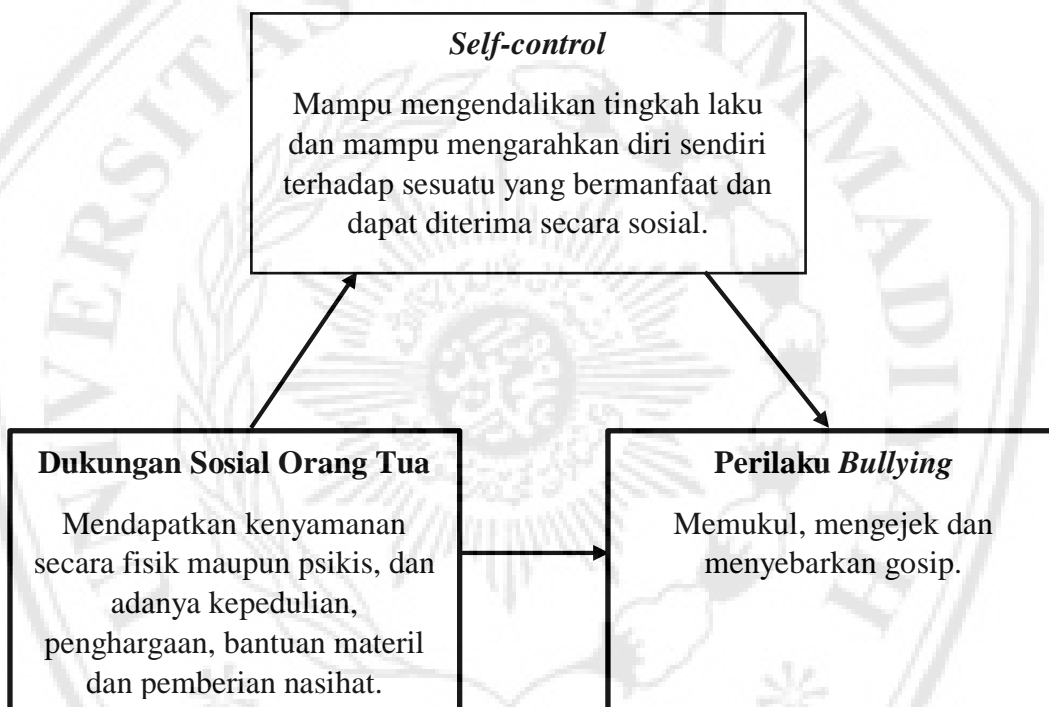 Self-control
Mampu mengendalikan tingkah laku
dan mampu mengarahkan diri sendiri
terhadap sesuatu yang bermanfaat dan
dapat diterima secara sosial.
Dukungan Sosial Orang Tua
Mendapatkan kenyamanan
secara fisik maupun psikis, dan
adanya kepedulian,
penghargaan, bantuan materil
dan pemberian nasihat.
Perilaku Bullying
Memukul, mengejek dan
menyebarkan gosip.